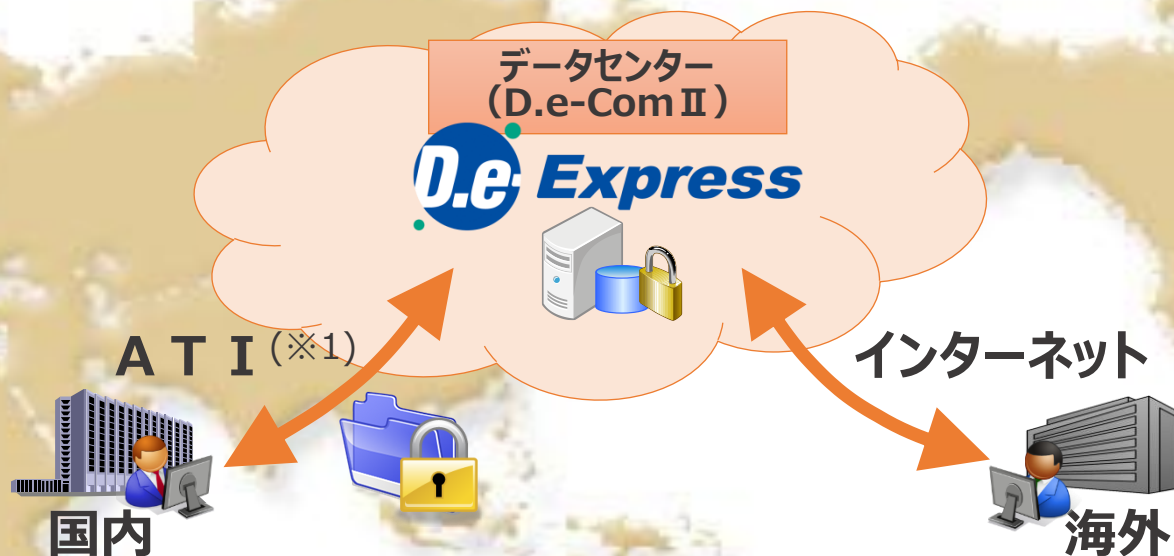 データセンター
（D.e-ComⅡ）
D.e- Express
ＡＴＩ(※1)
インターネット
国内
海外